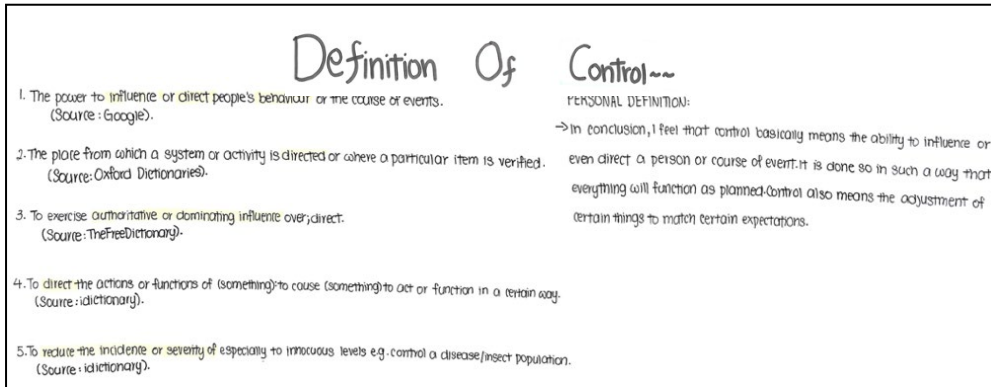 Definition Of Control~~
1. The power to influence or direct people's behaviour or the course of events.
(Source: Google).
2. The place from which a system or activity is directed or where a particular item is verified.
(Source: Oxford Dictionaries).
3. To exercise authoritative or dominating influence over; direct.
(Source: TheFreeDictionary).
4. To direct the actions or functions of (something): to cause (something) to act or function in a certain way.
(Source: idictionary).
5. To reduce the incidence or severity of especially to innocuous levels e.g. control a disease/insect population.
(Source: idictionary).
PERSONAL DEFINITION:
→In conclusion, I feel that control basically means the ability to influence or
even direct a person or course of event. It is done so in such a way that
everything will function as planned. Control also means the adjustment of
certain things to match certain expectations.